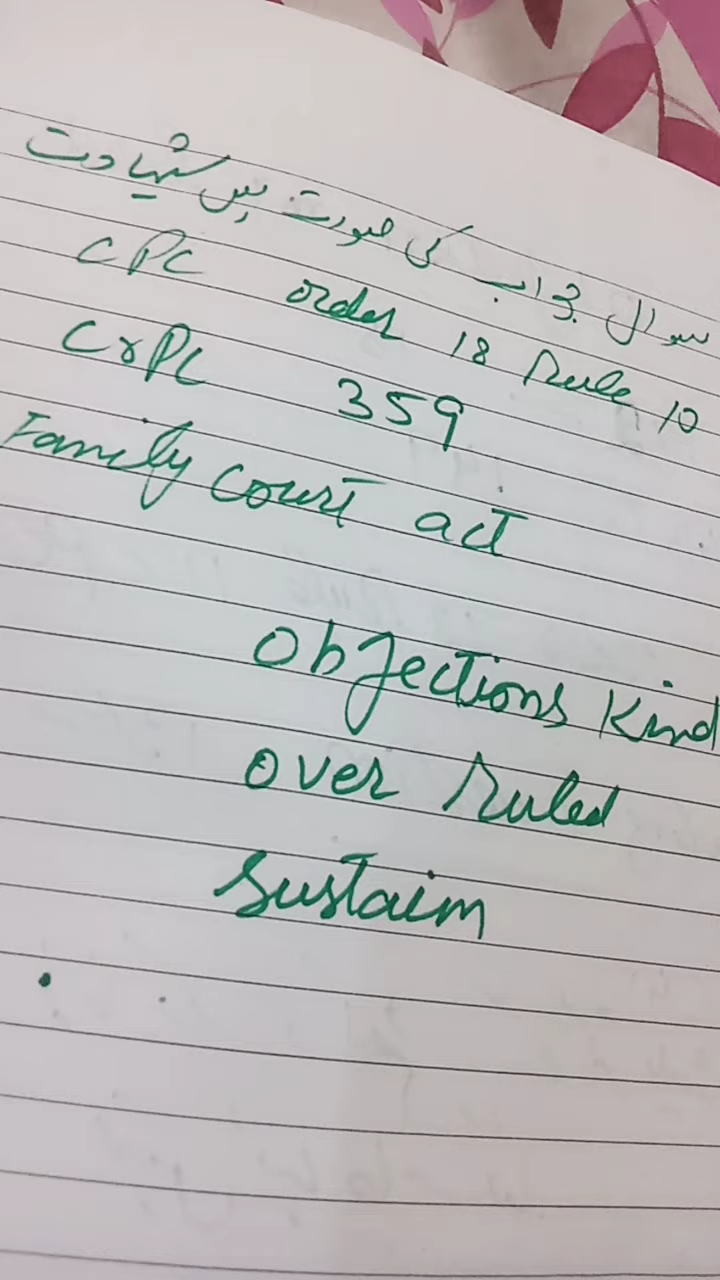 سوال جواب کی صورت میں شہادت
CPC order 18 Rule 10
CrPC 359
Family Court act
Objections Kind
over Ruled
Sustaim